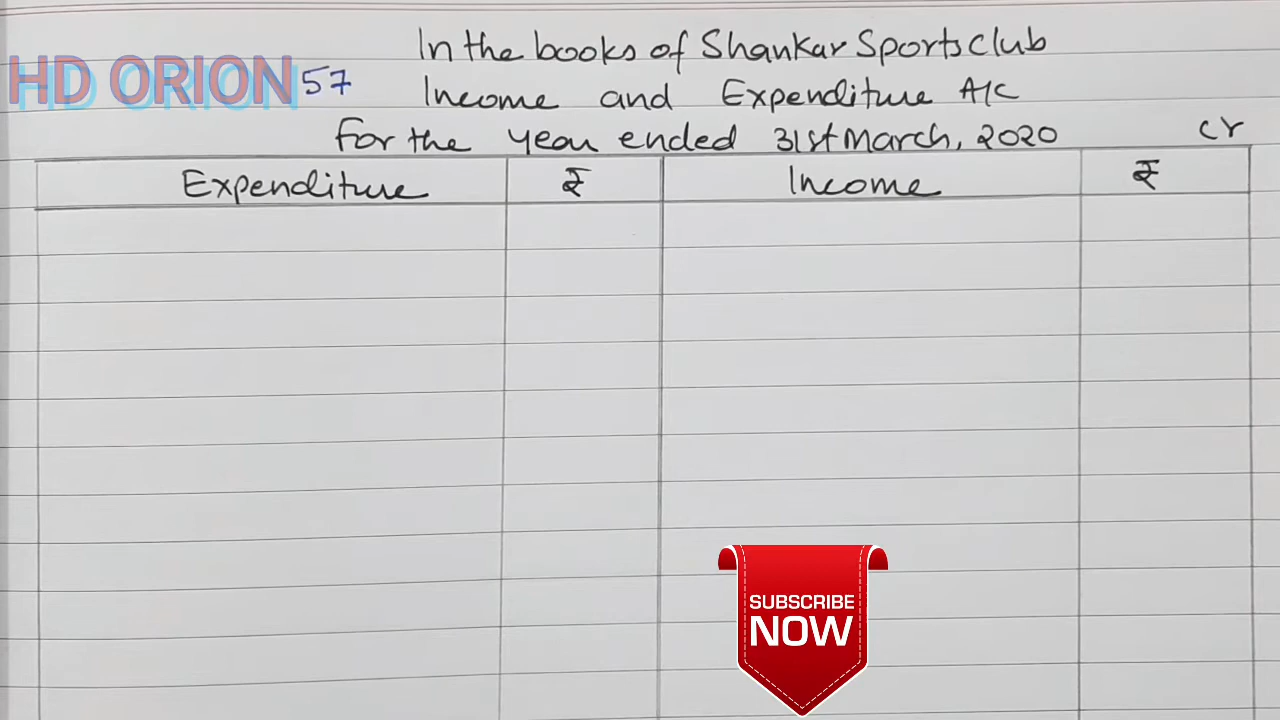 In the books of Shankar Sports Club
HD ORION 57
Income and Expenditure A/C
For the year ended 31st March, 2020
cr
Expenditure ₹ Income ₹
SUBSCRIBE
NOW